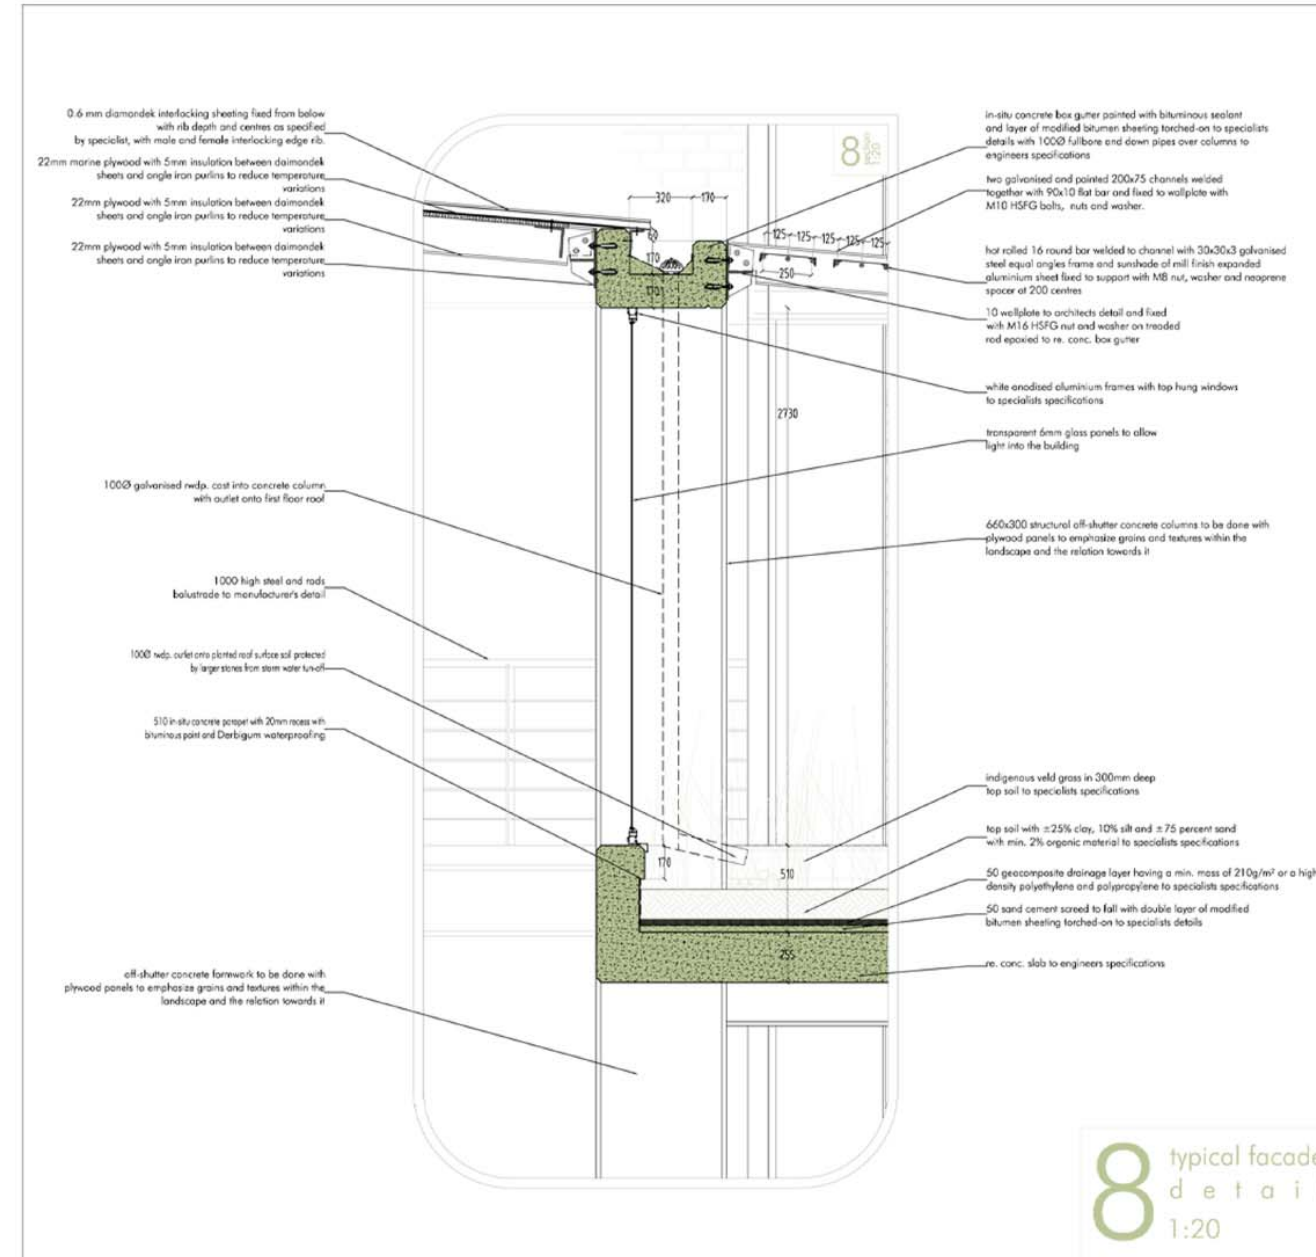 0.6 mm diamondek interlocking sheeting fixed from below
with rib depth and centres as specified
by specialist, with male and female interlocking edge rib.
22mm marine plywood with 5mm insulation between daimondek
sheets and angle iron purlins to reduce temperature
variations
22mm plywood with 5mm insulation between daimondek
sheets and angle iron purlins to reduce temperature
variations
22mm plywood with 5mm insulation between daimondek
sheets and angle iron purlins to reduce temperature
variations
100Ø galvanised rwdp. cast into concrete column
with outlet onto first floor roof
1000 high steel and rods
balustrade to manufacturer's detail
100Ø rwdp. outlet onto planted roof surface soil protected
by larger stones from storm water run-off
510 in-situ concrete parapet with 20mm recess with
bituminous paint and Derbigum waterproofing
off-shutter concrete formwork to be done with
plywood panels to emphasize grains and textures within the
landscape and the relation towards it
8
section
1:20
320
170
60
170
170
125
125
125
125
125
250
2730
170
510
255
in-situ concrete box gutter painted with bituminous sealant
and layer of modified bitumen sheeting torched-on to specialists
details with 100Ø fullbore and down pipes over columns to
engineers specifications
two galvanised and painted 200x75 channels welded
together with 90x10 flat bar and fixed to wallplate with
M10 HSFG bolts, nuts and washer.
hot rolled 16 round bar welded to channel with 30x30x3 galvanised
steel equal angles frame and sunshade of mill finish expanded
aluminium sheet fixed to support with M8 nut, washer and neoprene
spacer at 200 centres
10 wallplate to architects detail and fixed
with M16 HSFG nut and washer on treaded
rod epoxied to re. conc. box gutter
white anodised aluminium frames with top hung windows
to specialists specifications
transparent 6mm glass panels to allow
light into the building
660x300 structural off-shutter concrete columns to be done with
plywood panels to emphasize grains and textures within the
landscape and the relation towards it
indigenous veld grass in 300mm deep
top soil to specialists specifications
top soil with ±25% clay, 10% silt and ±75 percent sand
with min. 2% organic material to specialists specifications
50 geocomposite drainage layer having a min. mass of 210g/m² or a high
density polyethylene and polypropylene to specialists specifications
50 sand cement screed to fall with double layer of modified
bitumen sheeting torched-on to specialists details
re. conc. slab to engineers specifications
8
typical facade
d e t a i
1:20